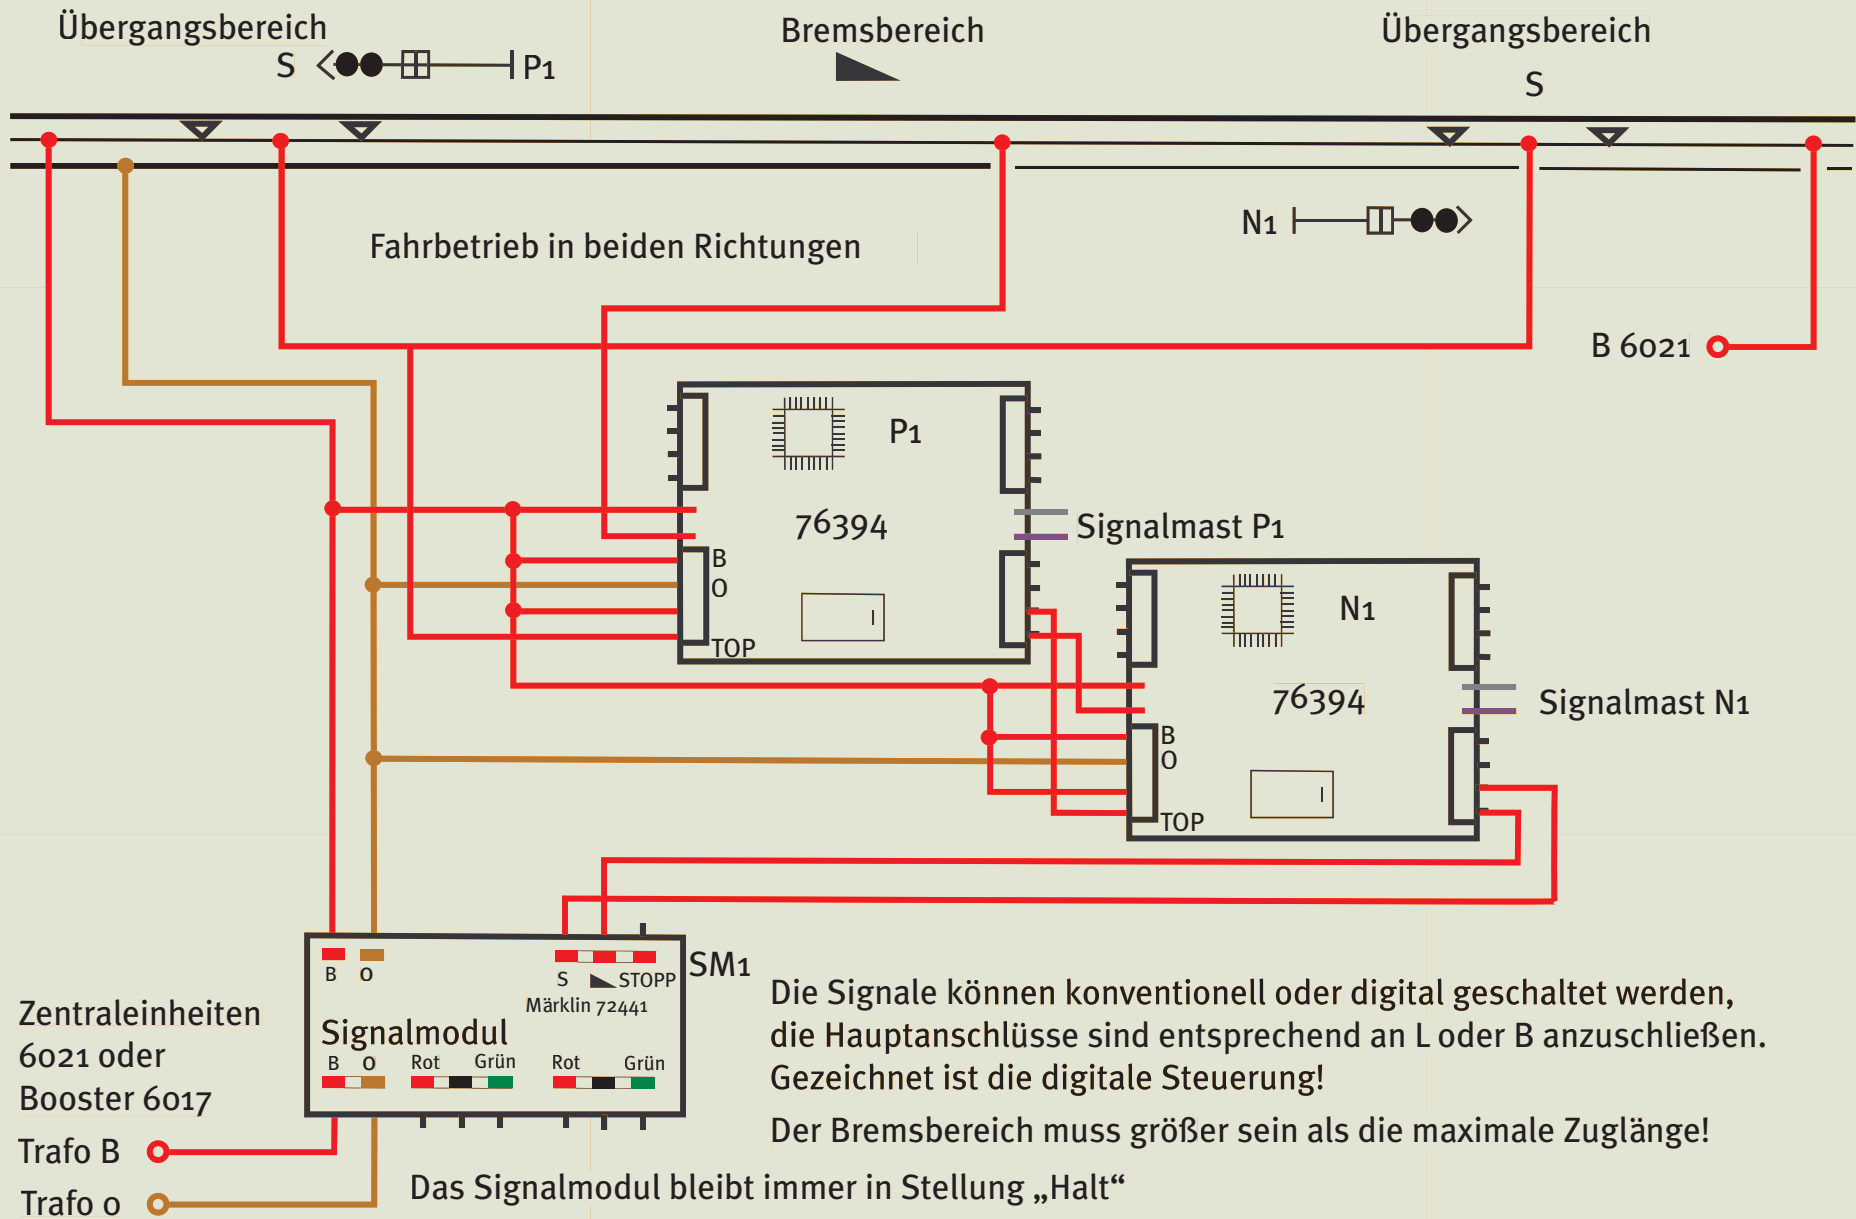 Übergangsbereich
Bremsbereich
Übergangsbereich
S
P1
S
N1
Fahrbetrieb in beiden Richtungen
B 6021
P1
76394
Signalmast P1
B
O
TOP
N1
76394
Signalmast N1
B
O
TOP
SM1
B
O
S
STOPP
Märklin 72441
Signalmodul
B
O
Rot
Grün
Rot
Grün
Zentraleinheiten
6021 oder
Booster 6017
Trafo B
Trafo 0
Die Signale können konventionell oder digital geschaltet werden,
die Hauptanschlüsse sind entsprechend an L oder B anzuschließen.
Gezeichnet ist die digitale Steuerung!
Der Bremsbereich muss größer sein als die maximale Zuglänge!
Das Signalmodul bleibt immer in Stellung „Halt“